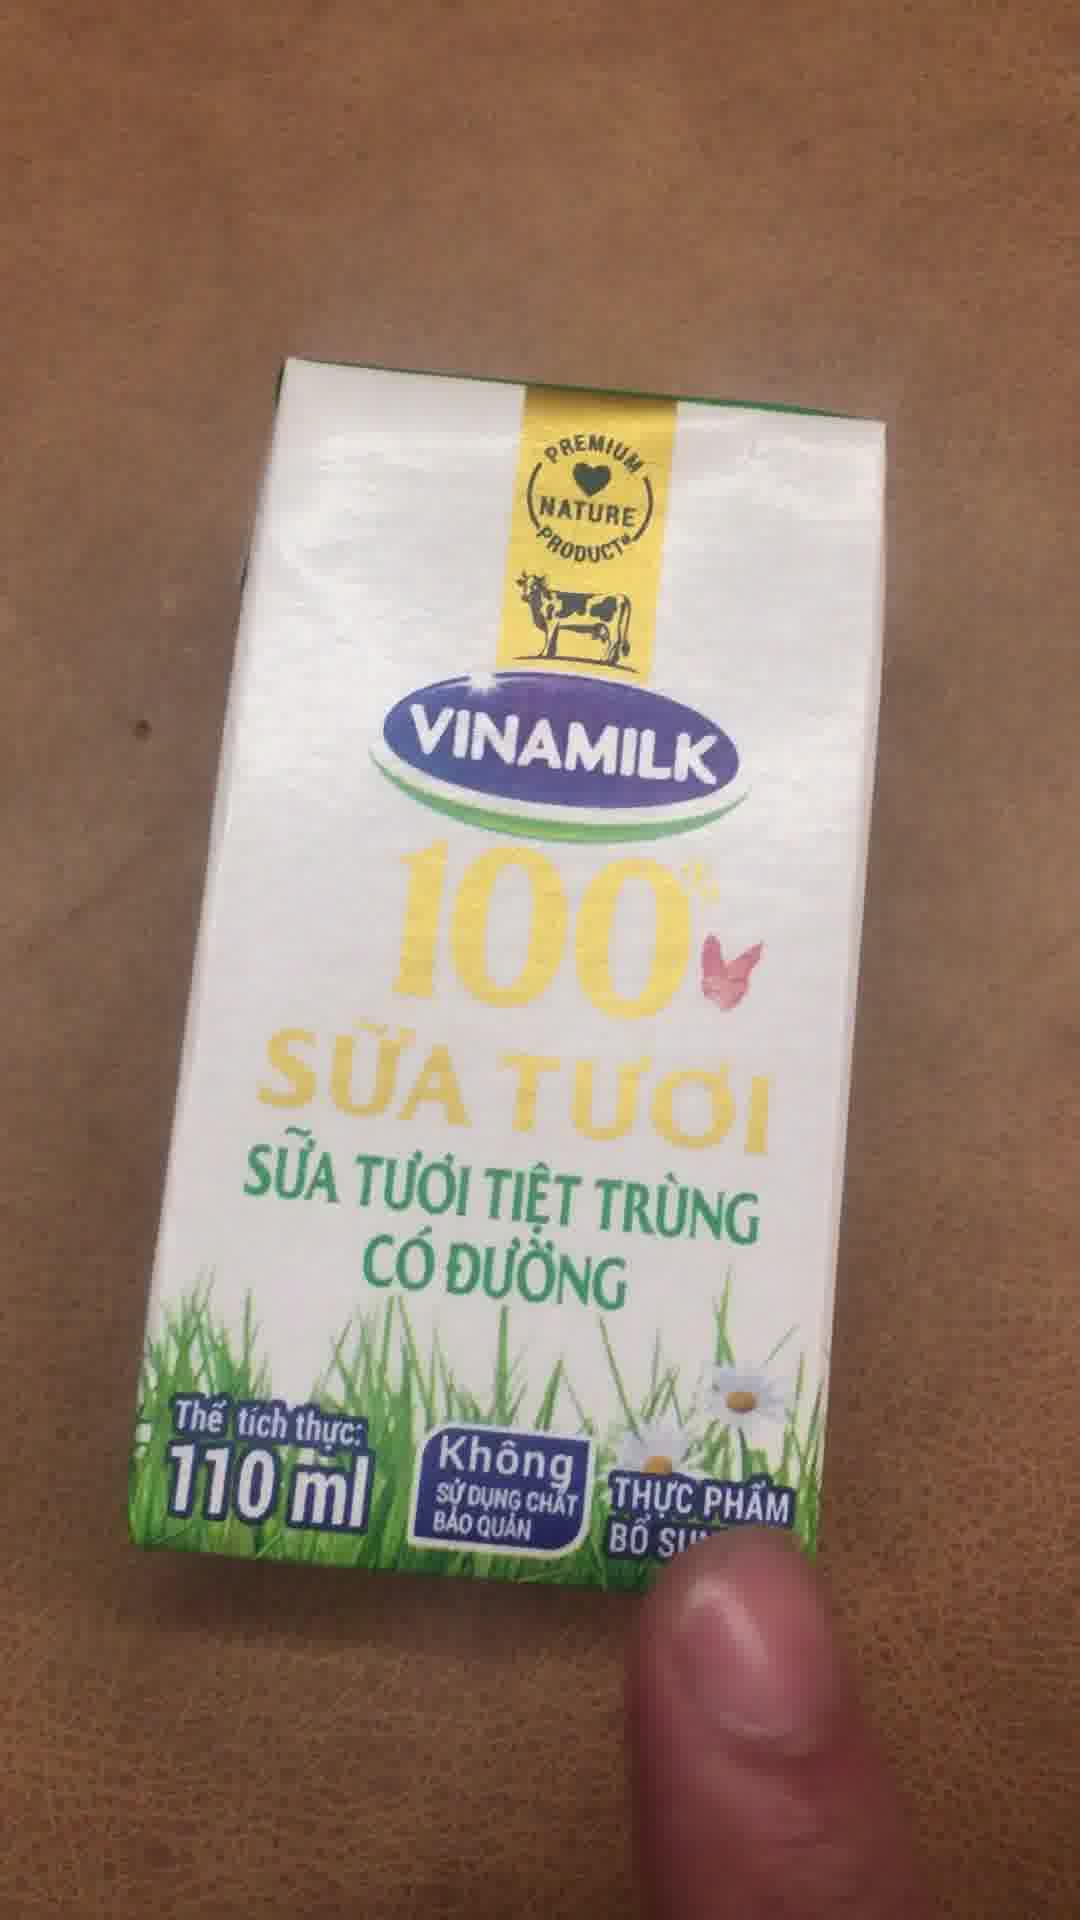 PREMIUM
NATURE
PRODUCT
VINAMILK
100%
SỮA TƯƠI
SỮA TƯƠI TIỆT TRÙNG
CÓ ĐƯỜNG
Thể tích thực:
110 ml
Không
SỬ DỤNG CHẤT
BẢO QUẢN
THỰC PHẨM
BỔ